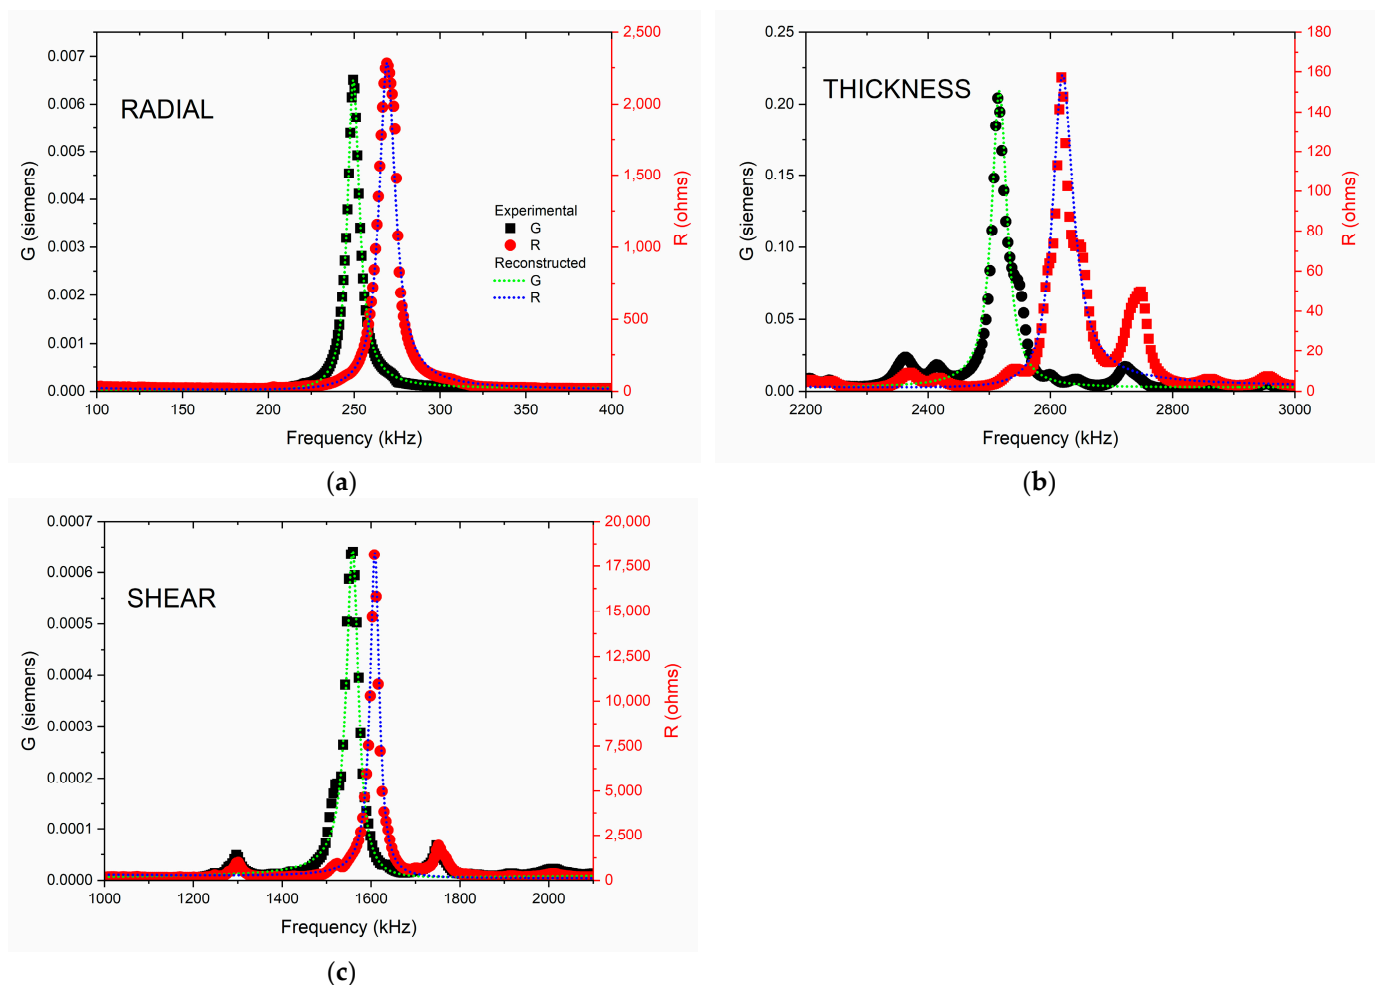 0.007
0.006
0.005
0.004
0.003
0.002
0.001
0.000
G (siemens)
RADIAL
Experimental
G
R
Reconstructed
G
R
2,500
2,000
1,500
1,000
500
0
R (ohms)
100 150 200 250 300 350 400
Frequency (kHz)
(a)
0.25
0.20
0.15
0.10
0.05
0.00
G (siemens)
THICKNESS
180
160
140
120
100
80
60
40
20
0
R (ohms)
2200 2400 2600 2800 3000
Frequency (kHz)
(b)
0.0007
0.0006
0.0005
0.0004
0.0003
0.0002
0.0001
0.0000
G (siemens)
SHEAR
20,000
17,500
15,000
12,500
10,000
7,500
5,000
2,500
0
R (ohms)
1000 1200 1400 1600 1800 2000
Frequency (kHz)
(c)